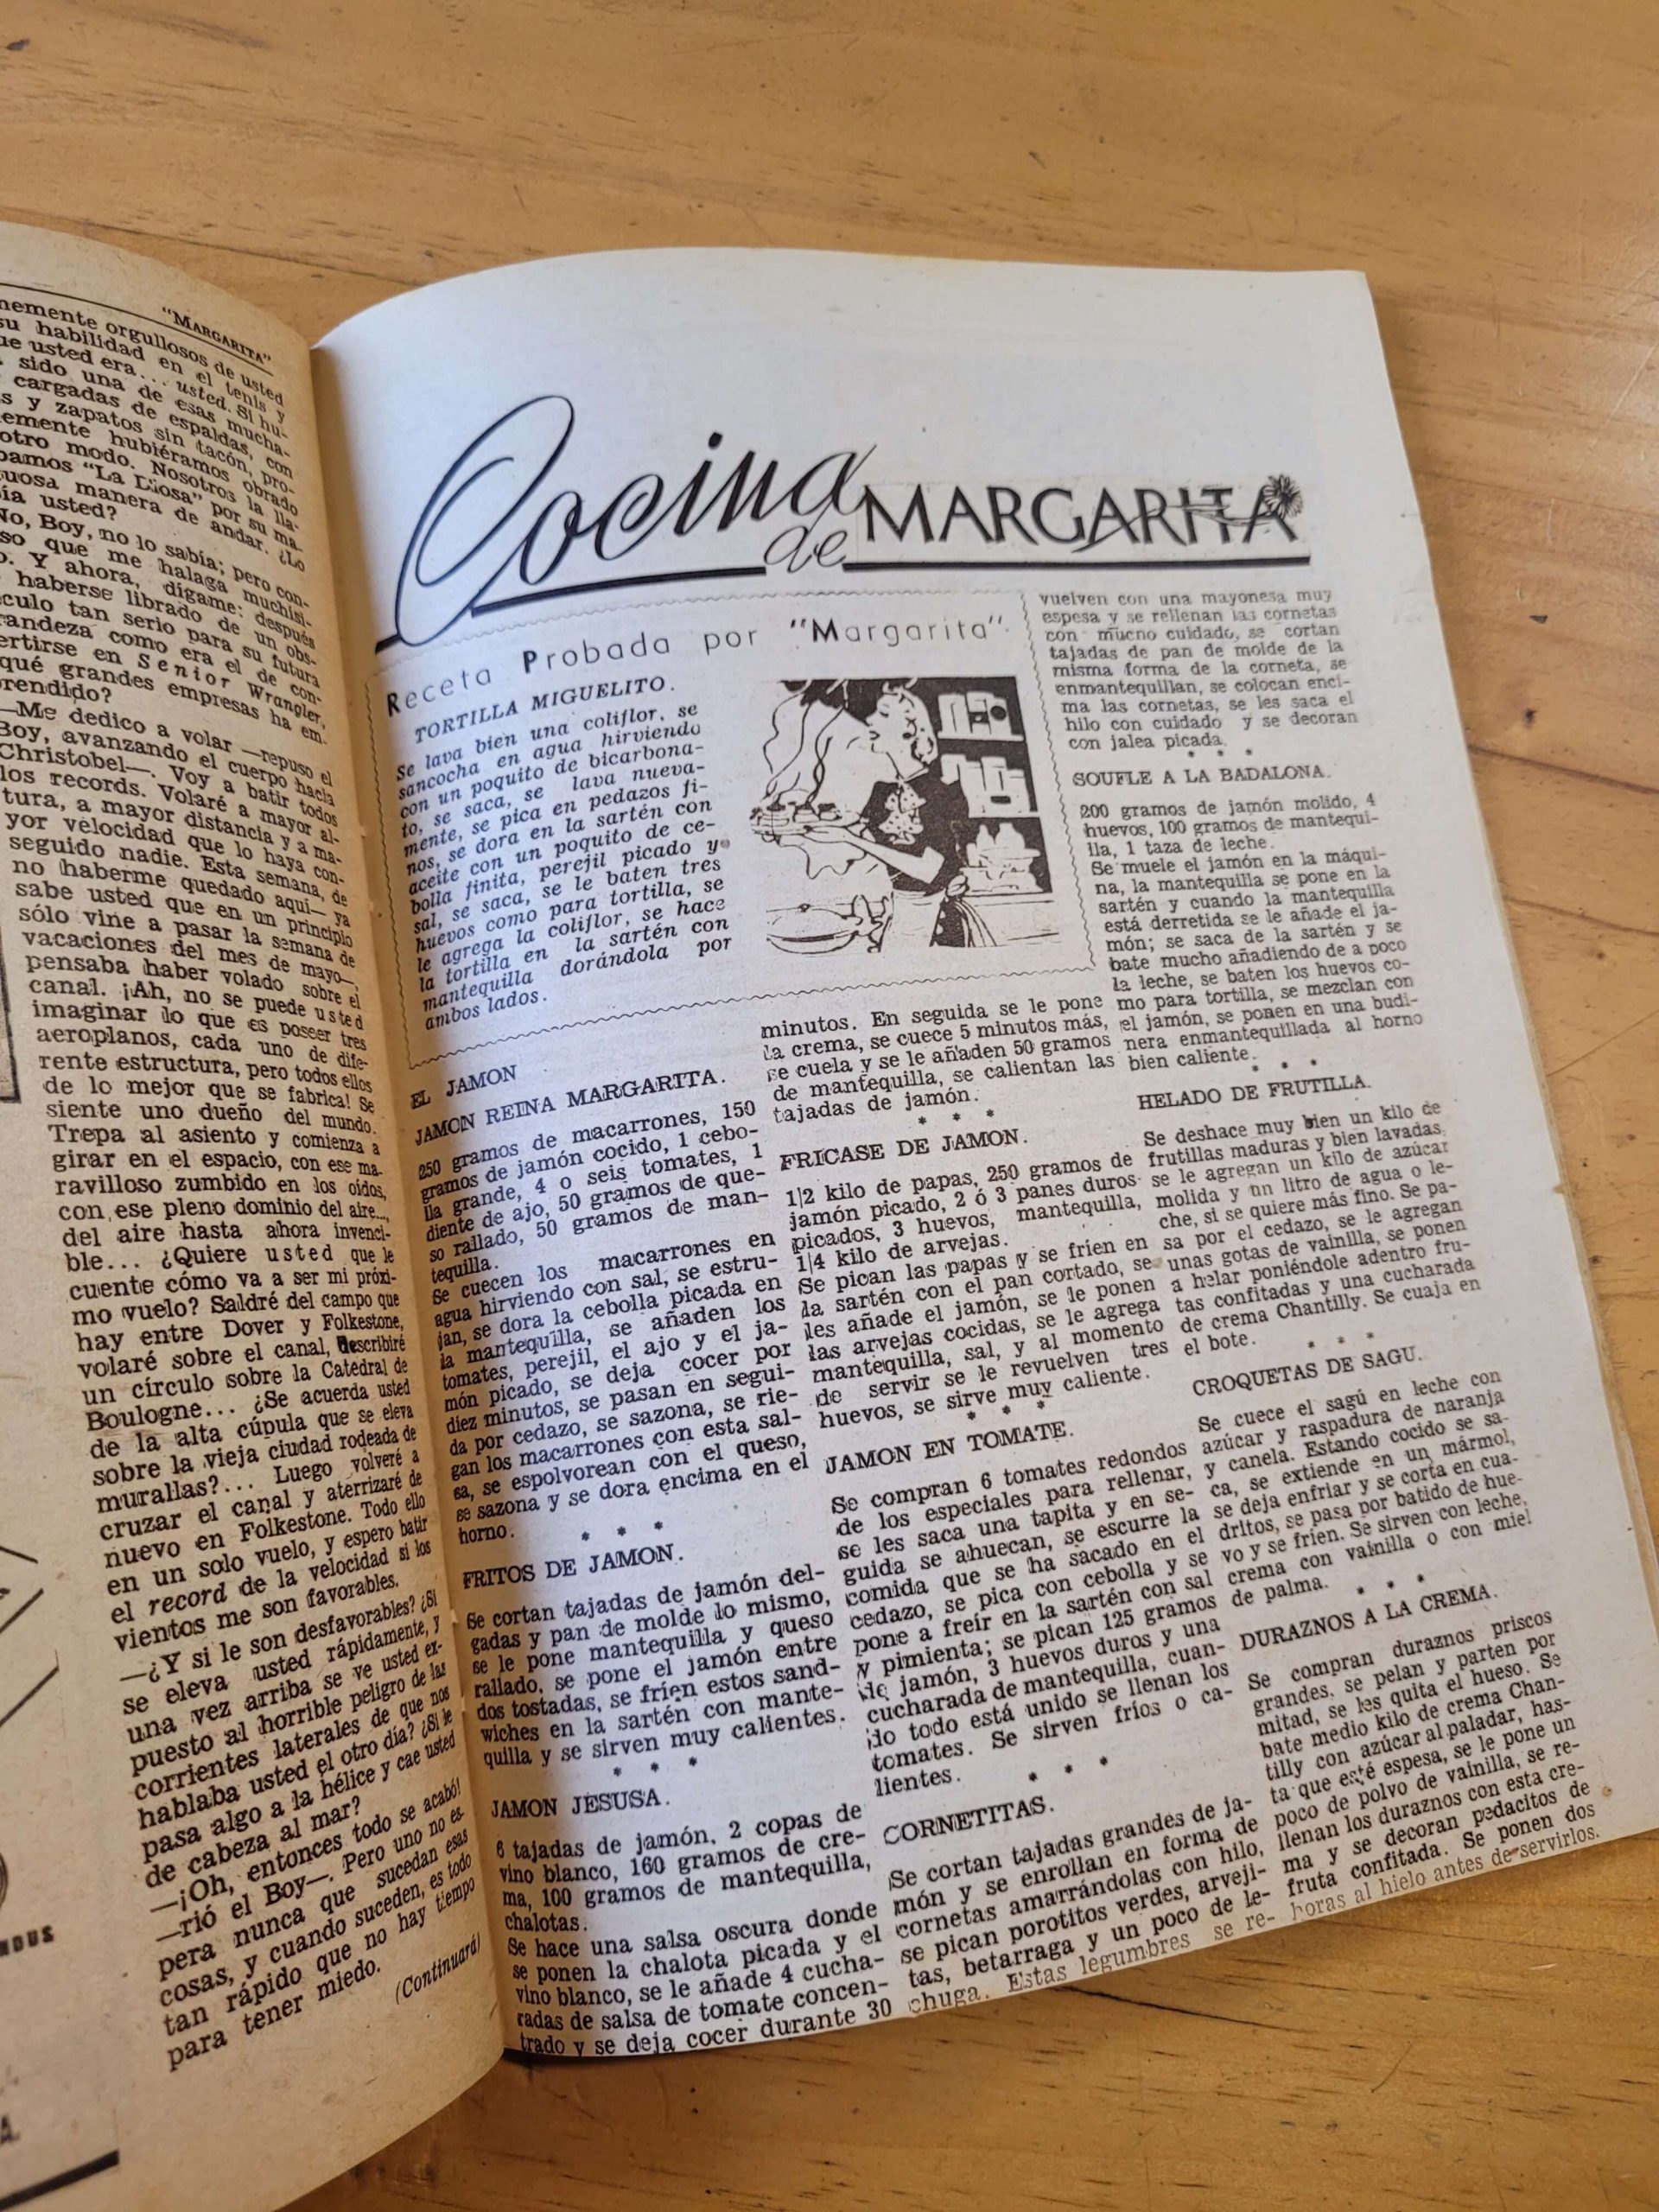 "MARGARITA"
nemente orgullosos de usted
su habilidad en el tenis y
ue usted era... usted. Si hu-
sido una de esas mucha-
cargadas de espaldas, con
s y zapatos sin tacón, pro-
emente hubiéramos obrado
otro modo. Nosotros la lla-
bamos "La Diosa" por su ma-
uosa manera de andar. ¿Lo
ía usted?
No, Boy, no lo sabía; pero con-
so que me halaga muchísi-
o. Y ahora, dígame: después
haberse librado de un obs-
culo tan serio para su futura
randeza como era el de con-
ertirse en Senior Wrangler,
qué grandes empresas ha em-
rendido?
—Me dedico a volar —repuso el
Boy, avanzando el cuerpo hacia
Christobel—. Voy a batir todos
los records. Volaré a mayor al-
tura, a mayor distancia y a ma-
yor velocidad que lo haya con-
seguido nadie. Esta semana, de
no haberme quedado aquí— ya
sabe usted que en un principio
sólo vine a pasar la semana de
vacaciones del mes de mayo—,
pensaba haber volado sobre el
canal. ¡Ah, no se puede usted
imaginar lo que es poseer tres
aeroplanos, cada uno de dife-
rente estructura, pero todos ellos
de lo mejor que se fabrica! Se
siente uno dueño del mundo.
Trepa al asiento y comienza a
girar en el espacio, con ese ma-
ravilloso zumbido en los oídos,
con ese pleno dominio del aire...,
del aire hasta ahora invenci-
ble... ¿Quiere usted que le
cuente cómo va a ser mi próxi-
mo vuelo? Saldré del campo que
hay entre Dover y Folkestone,
volaré sobre el canal, describiré
un círculo sobre la Catedral de
Boulogne... ¿Se acuerda usted
de la alta cúpula que se eleva
sobre la vieja ciudad rodeada de
murallas?... Luego volveré a
cruzar el canal y aterrizaré de
nuevo en Folkestone. Todo ello
en un solo vuelo, y espero batir
el record de la velocidad si los
vientos me son favorables.
—¿Y si le son desfavorables? ¿Si
se eleva usted rápidamente, y
una vez arriba se ve usted ex-
puesto al horrible peligro de las
corrientes laterales de que nos
hablaba usted el otro día? ¿Si le
pasa algo a la hélice y cae usted
de cabeza al mar?
—¡Oh, entonces todo se acabó!
—rió el Boy—. Pero uno no es-
pera nunca que sucedan esas
cosas, y cuando suceden, es todo
tan rápido que no hay tiempo
para tener miedo.
(Continuará)
Cocina
de MARGARITA
Receta Probada por "Margarita".
TORTILLA MIGUELITO.
Se lava bien una coliflor, se
sancocha en agua hirviendo
con un poquito de bicarbona-
to, se saca, se lava nueva-
mente, se pica en pedazos fi-
nos, se dora en la sartén con
aceite con un poquito de ce-
bolla finita, perejil picado y
sal, se saca, se le baten tres
huevos como para tortilla, se
le agrega la coliflor, se hace
la tortilla en la sartén con
mantequilla dorándola por
ambos lados.
EL JAMON
JAMON REINA MARGARITA.
250 gramos de macarrones, 150
gramos de jamón cocido, 1 cebo-
lla grande, 4 o seis tomates, 1
diente de ajo, 50 gramos de que-
so rallado, 50 gramos de man-
tequilla.
Se cuecen los macarrones en
agua hirviendo con sal, se estru-
jan, se dora la cebolla picada en
la mantequilla, se añaden los
tomates, perejil, el ajo y el ja-
món picado, se deja cocer por
diez minutos, se pasan en segui-
da por cedazo, se sazona, se rie-
gan los macarrones con esta sal-
sa, se espolvorean con el queso,
se sazona y se dora encima en el
horno.
* * *
FRITOS DE JAMON.
Se cortan tajadas de jamón del-
gadas y pan de molde lo mismo,
se le pone mantequilla y queso
rallado, se pone el jamón entre
dos tostadas, se fríen estos sand-
wiches en la sartén con mante-
quilla y se sirven muy calientes.
* * *
JAMON JESUSA.
6 tajadas de jamón, 2 copas de
vino blanco, 160 gramos de cre-
ma, 100 gramos de mantequilla,
chalotas.
Se hace una salsa oscura donde
se ponen la chalota picada y el
vino blanco, se le añade 4 cucha-
radas de salsa de tomate concen-
trado y se deja cocer durante 30
minutos. En seguida se le pone
la crema, se cuece 5 minutos más,
se cuela y se le añaden 50 gramos
de mantequilla, se calientan las
tajadas de jamón.
* * *
FRICASE DE JAMON.
1|2 kilo de papas, 250 gramos de
jamón picado, 2 ó 3 panes duros
picados, 3 huevos, mantequilla,
1|4 kilo de arvejas.
Se pican las papas y se fríen en
la sartén con el pan cortado, se
les añade el jamón, se le ponen
las arvejas cocidas, se le agrega
mantequilla, sal, y al momento
de servir se le revuelven tres
huevos, se sirve muy caliente.
* * *
JAMON EN TOMATE.
Se compran 6 tomates redondos
de los especiales para rellenar,
se les saca una tapita y en se-
guida se ahuecan, se escurre la
comida que se ha sacado en el
cedazo, se pica con cebolla y se
pone a freír en la sartén con sal
y pimienta; se pican 125 gramos
de jamón, 3 huevos duros y una
cucharada de mantequilla, cuan-
do todo está unido se llenan los
tomates. Se sirven fríos o ca-
lientes.
* * *
CORNETITAS.
Se cortan tajadas grandes de ja-
món y se enrollan en forma de
cornetas amarrándolas con hilo,
se pican porotitos verdes, arveji-
tas, betarraga y un poco de le-
chuga. Estas legumbres se re-
vuelven con una mayonesa muy
espesa y se rellenan las cornetas
con mucno cuidado, se cortan
tajadas de pan de molde de la
misma forma de la corneta, se
enmantequillan, se colocan enci-
ma las cornetas, se les saca el
hilo con cuidado y se decoran
con jalea picada.
* * *
SOUFLE A LA BADALONA.
200 gramos de jamón molido, 4
huevos, 100 gramos de mantequi-
lla, 1 taza de leche.
Se muele el jamón en la máqui-
na, la mantequilla se pone en la
sartén y cuando la mantequilla
está derretida se le añade el ja-
món; se saca de la sartén y se
bate mucho añadiendo de a poco
la leche, se baten los huevos co-
mo para tortilla, se mezclan con
el jamón, se ponen en una budi-
nera enmantequillada al horno
bien caliente.
* * *
HELADO DE FRUTILLA.
Se deshace muy bien un kilo de
frutillas maduras y bien lavadas,
se le agregan un kilo de azúcar
molida y un litro de agua o le-
che, si se quiere más fino. Se pa-
sa por el cedazo, se le agregan
unas gotas de vainilla, se ponen
a helar poniéndole adentro fru-
tas confitadas y una cucharada
de crema Chantilly. Se cuaja en
el bote.
* * *
CROQUETAS DE SAGU.
Se cuece el sagú en leche con
azúcar y raspadura de naranja
y canela. Estando cocido se sa-
ca, se extiende en un mármol,
se deja enfriar y se corta en cua-
dritos, se pasa por batido de hue-
vo y se fríen. Se sirven con leche,
crema con vainilla o con miel
de palma.
* * *
DURAZNOS A LA CREMA.
Se compran duraznos priscos
grandes, se pelan y parten por
mitad, se les quita el hueso. Se
bate medio kilo de crema Chan-
tilly con azúcar al paladar, has-
ta que esté espesa, se le pone un
poco de polvo de vainilla, se re-
llenan los duraznos con esta cre-
ma y se decoran pedacitos de
fruta confitada. Se ponen dos
horas al hielo antes de servirlos.